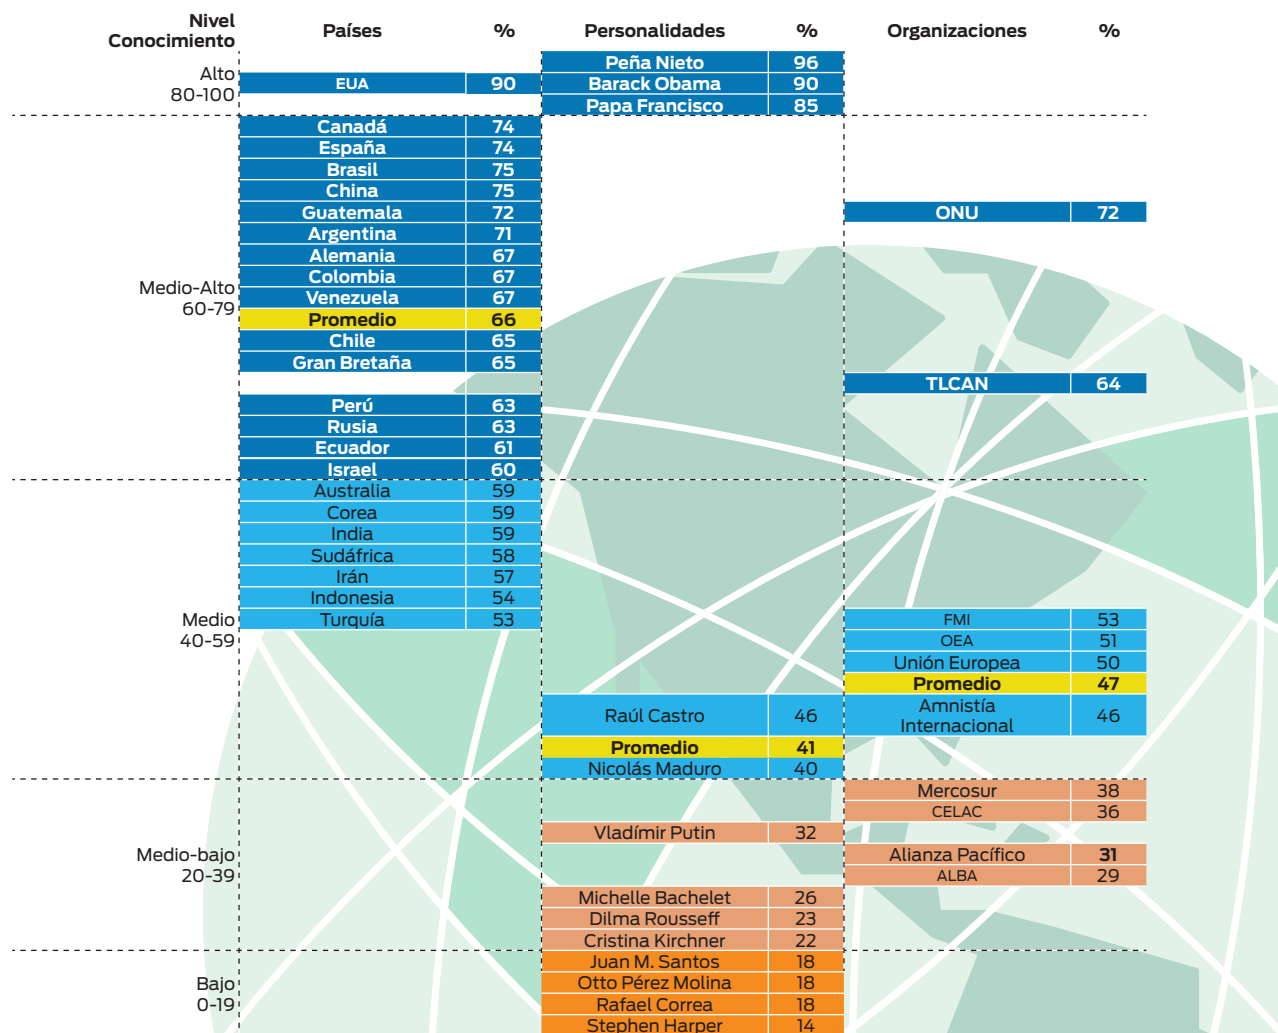 Nivel Conocimiento Países % Personalidades % Organizaciones %
Peña Nieto 96
Alto 80-100 EUA 90 Barack Obama 90
Papa Francisco 85
Canadá 74
España 74
Brasil 75
China 75
Guatemala 72 ONU 72
Argentina 71
Alemania 67
Colombia 67
Medio-Alto 60-79 Venezuela 67
Promedio 66
Chile 65
Gran Bretaña 65
TLCAN 64
Perú 63
Rusia 63
Ecuador 61
Israel 60
Australia 59
Corea 59
India 59
Sudáfrica 58
Irán 57
Indonesia 54
Medio 40-59 Turquía 53 FMI 53
OEA 51
Unión Europea 50
Promedio 47
Raúl Castro 46 Amnistía Internacional 46
Promedio 41
Nicolás Maduro 40
Mercosur 38
CELAC 36
Vladímir Putin 32
Medio-bajo 20-39 Alianza Pacífico 31
ALBA 29
Michelle Bachelet 26
Dilma Rousseff 23
Cristina Kirchner 22
Juan M. Santos 18
Bajo 0-19 Otto Pérez Molina 18
Rafael Correa 18
Stephen Harper 14